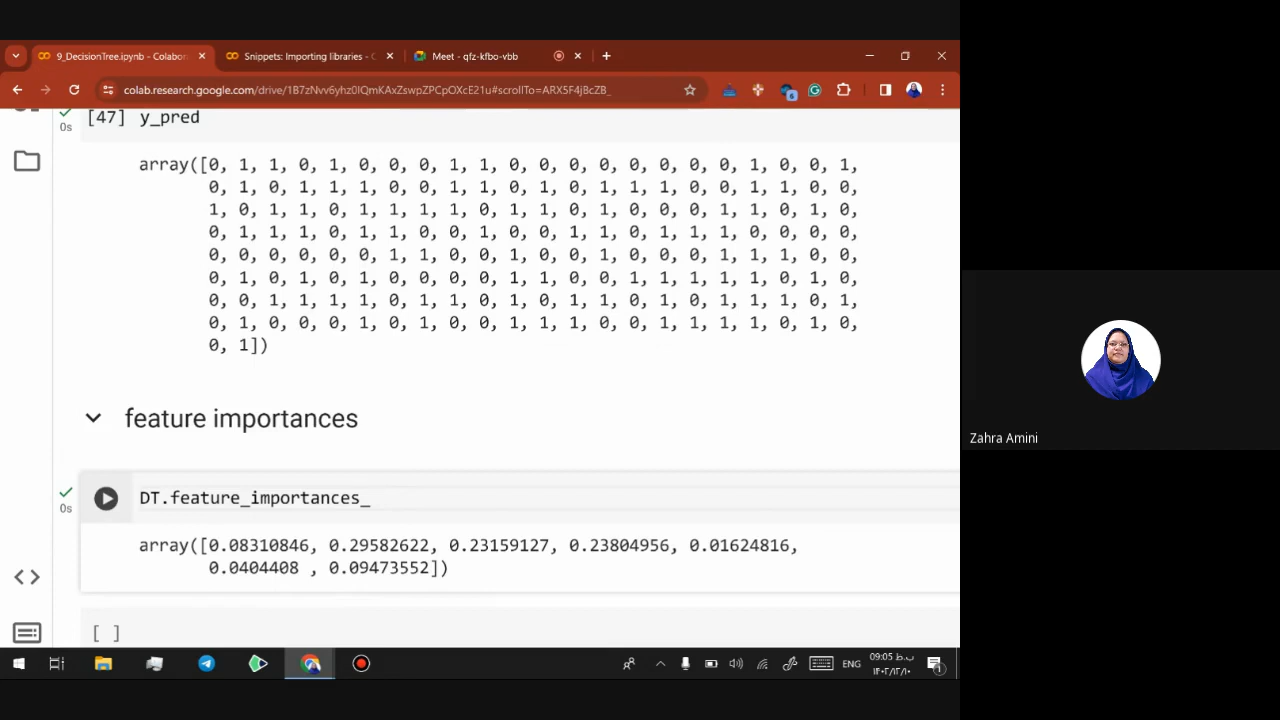 9_DecisionTree.ipynb - Colabor
Snippets: Importing libraries - C
Meet - qfz-kfbo-vbb
colab.research.google.com/drive/1B7zNvv6yhz0IQmKAxZswpZPCpOXcE21u#scrollTo=ARX5F4jBcZB_
6
0s
[47] y_pred
array([0, 1, 1, 0, 1, 0, 0, 0, 1, 1, 0, 0, 0, 0, 0, 0, 0, 0, 1, 0, 0, 1,
0, 1, 0, 1, 1, 1, 0, 0, 1, 1, 0, 1, 0, 1, 1, 1, 0, 0, 1, 1, 0, 0,
1, 0, 1, 1, 0, 1, 1, 1, 1, 0, 1, 1, 0, 1, 0, 0, 0, 1, 1, 0, 1, 0,
0, 1, 1, 1, 0, 1, 1, 0, 0, 1, 0, 0, 1, 1, 0, 1, 1, 1, 0, 0, 0, 0,
0, 0, 0, 0, 0, 0, 1, 1, 0, 0, 1, 0, 0, 1, 0, 0, 0, 1, 1, 1, 0, 0,
0, 1, 0, 1, 0, 1, 0, 0, 0, 0, 1, 1, 0, 0, 1, 1, 1, 1, 1, 0, 1, 0,
0, 0, 1, 1, 1, 1, 0, 1, 1, 0, 1, 0, 1, 1, 0, 1, 0, 1, 1, 1, 0, 1,
0, 1, 0, 0, 0, 1, 0, 1, 0, 0, 1, 1, 1, 0, 0, 1, 1, 1, 1, 0, 1, 0,
0, 1])
feature importances
0s
DT.feature_importances_
array([0.08310846, 0.29582622, 0.23159127, 0.23804956, 0.01624816,
0.0404408 , 0.09473552])
[ ]
Zahra Amini
ENG
09:05 ب.ظ
۱۴۰۲/۱۲/۱۰
1